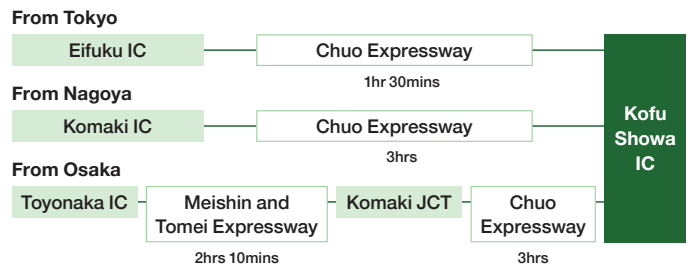 From Tokyo
Eifuku IC
Chuo Expressway
1hr 30mins
From Nagoya
Komaki IC
Chuo Expressway
3hrs
From Osaka
Toyonaka IC
Meishin and
Tomei Expressway
2hrs 10mins
Komaki JCT
Chuo
Expressway
3hrs
Kofu
Showa
IC